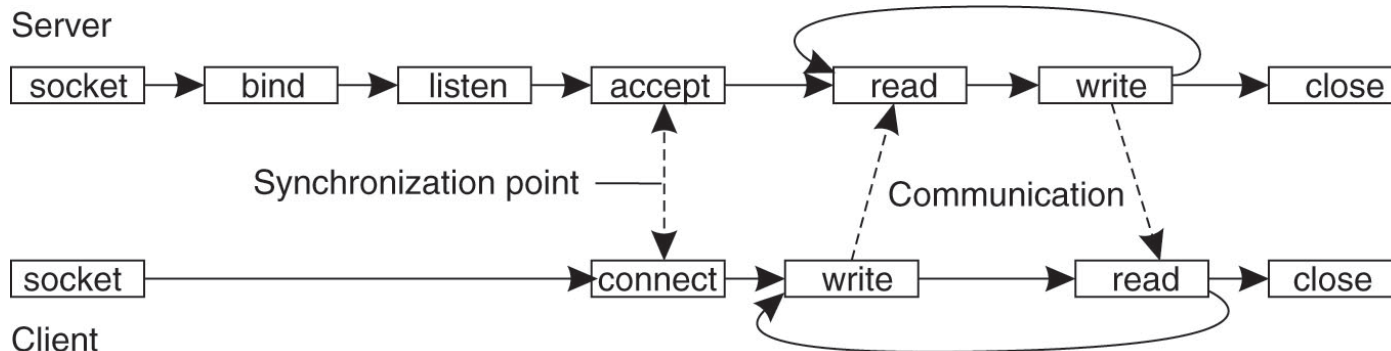 Server
socket bind listen accept read write close
Synchronization point
Communication
socket connect write read close
Client